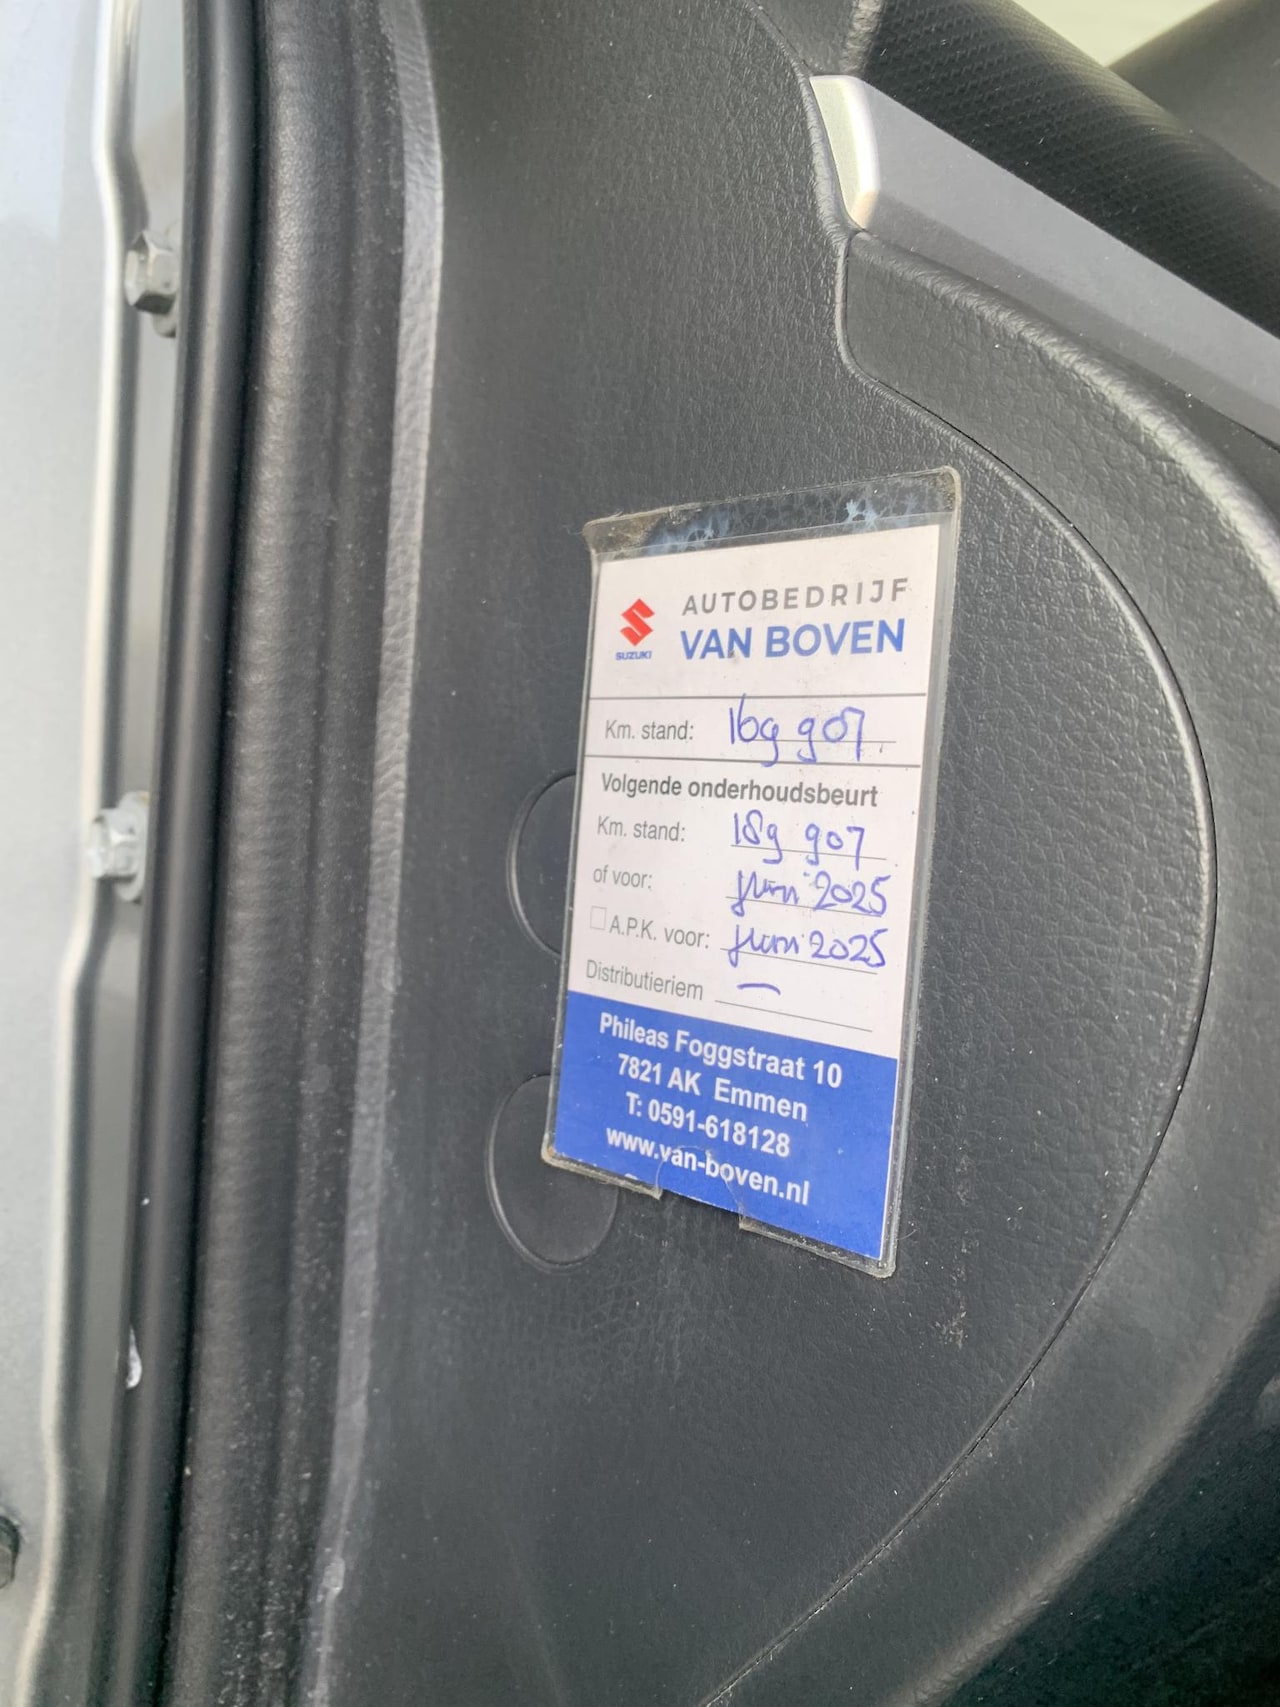 AUTOBEDRIJF
SUZUKI VAN BOVEN
Km. stand: 169 907
Volgende onderhoudsbeurt
Km. stand: 189 907
of voor: Juni 2025
A.P.K. voor: Juni 2025
Distributieriem —
Phileas Foggstraat 10
7821 AK Emmen
T: 0591-618128
www.van-boven.nl